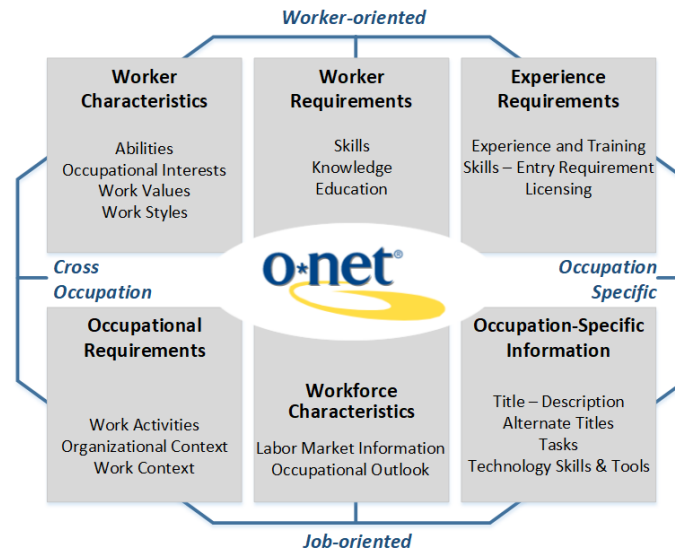 Worker-oriented
Worker
Characteristics
Abilities
Occupational Interests
Work Values
Work Styles
Worker
Requirements
Skills
Knowledge
Education
Experience
Requirements
Experience and Training
Skills – Entry Requirement
Licensing
Cross
Occupation
o*net®
Occupation
Specific
Occupational
Requirements
Work Activities
Organizational Context
Work Context
Workforce
Characteristics
Labor Market Information
Occupational Outlook
Occupation-Specific
Information
Title – Description
Alternate Titles
Tasks
Technology Skills & Tools
Job-oriented